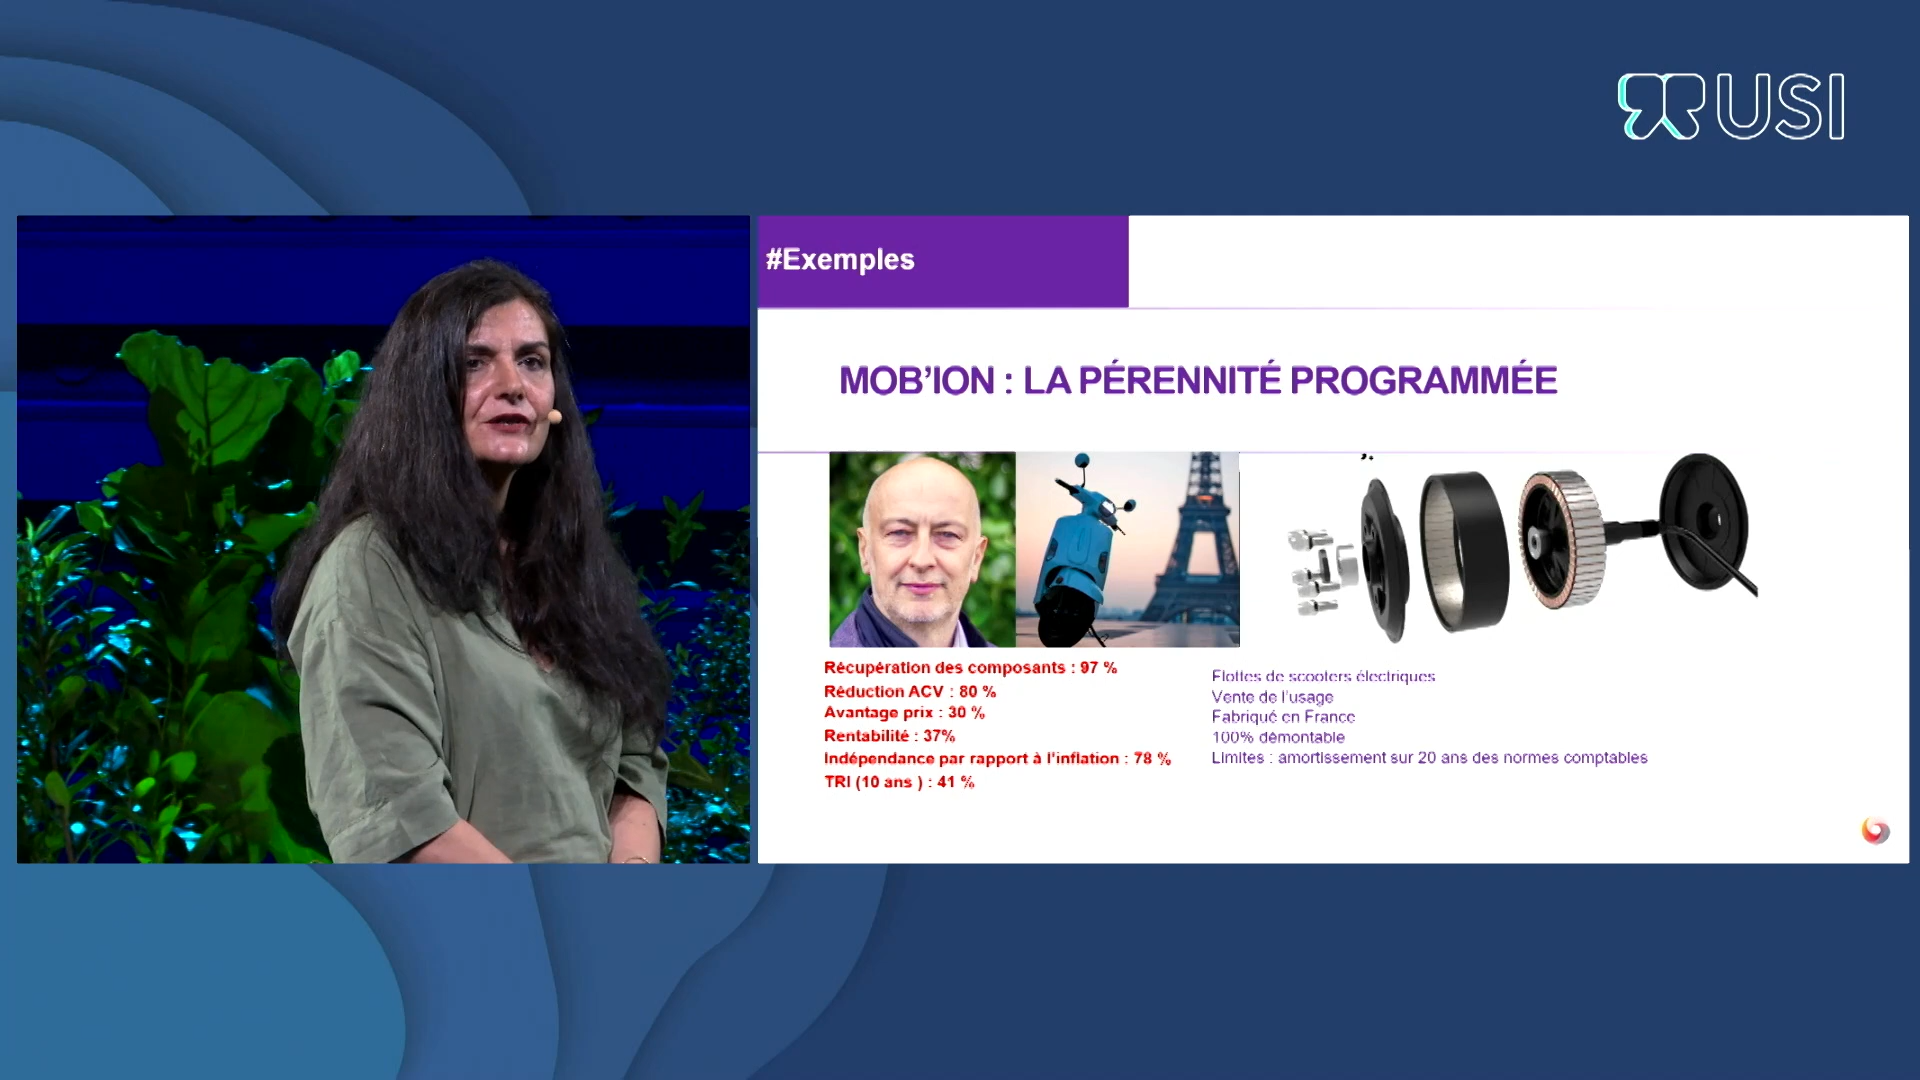 USI
#Exemples
MOB’ION : LA PÉRENNITÉ PROGRAMMÉE
Récupération des composants : 97 %
Réduction ACV : 80 %
Avantage prix : 30 %
Rentabilité : 37%
Indépendance par rapport à l’inflation : 78 %
TRI (10 ans ) : 41 %
Flottes de scooters électriques
Vente de l’usage
Fabriqué en France
100% démontable
Limites : amortissement sur 20 ans des normes comptables